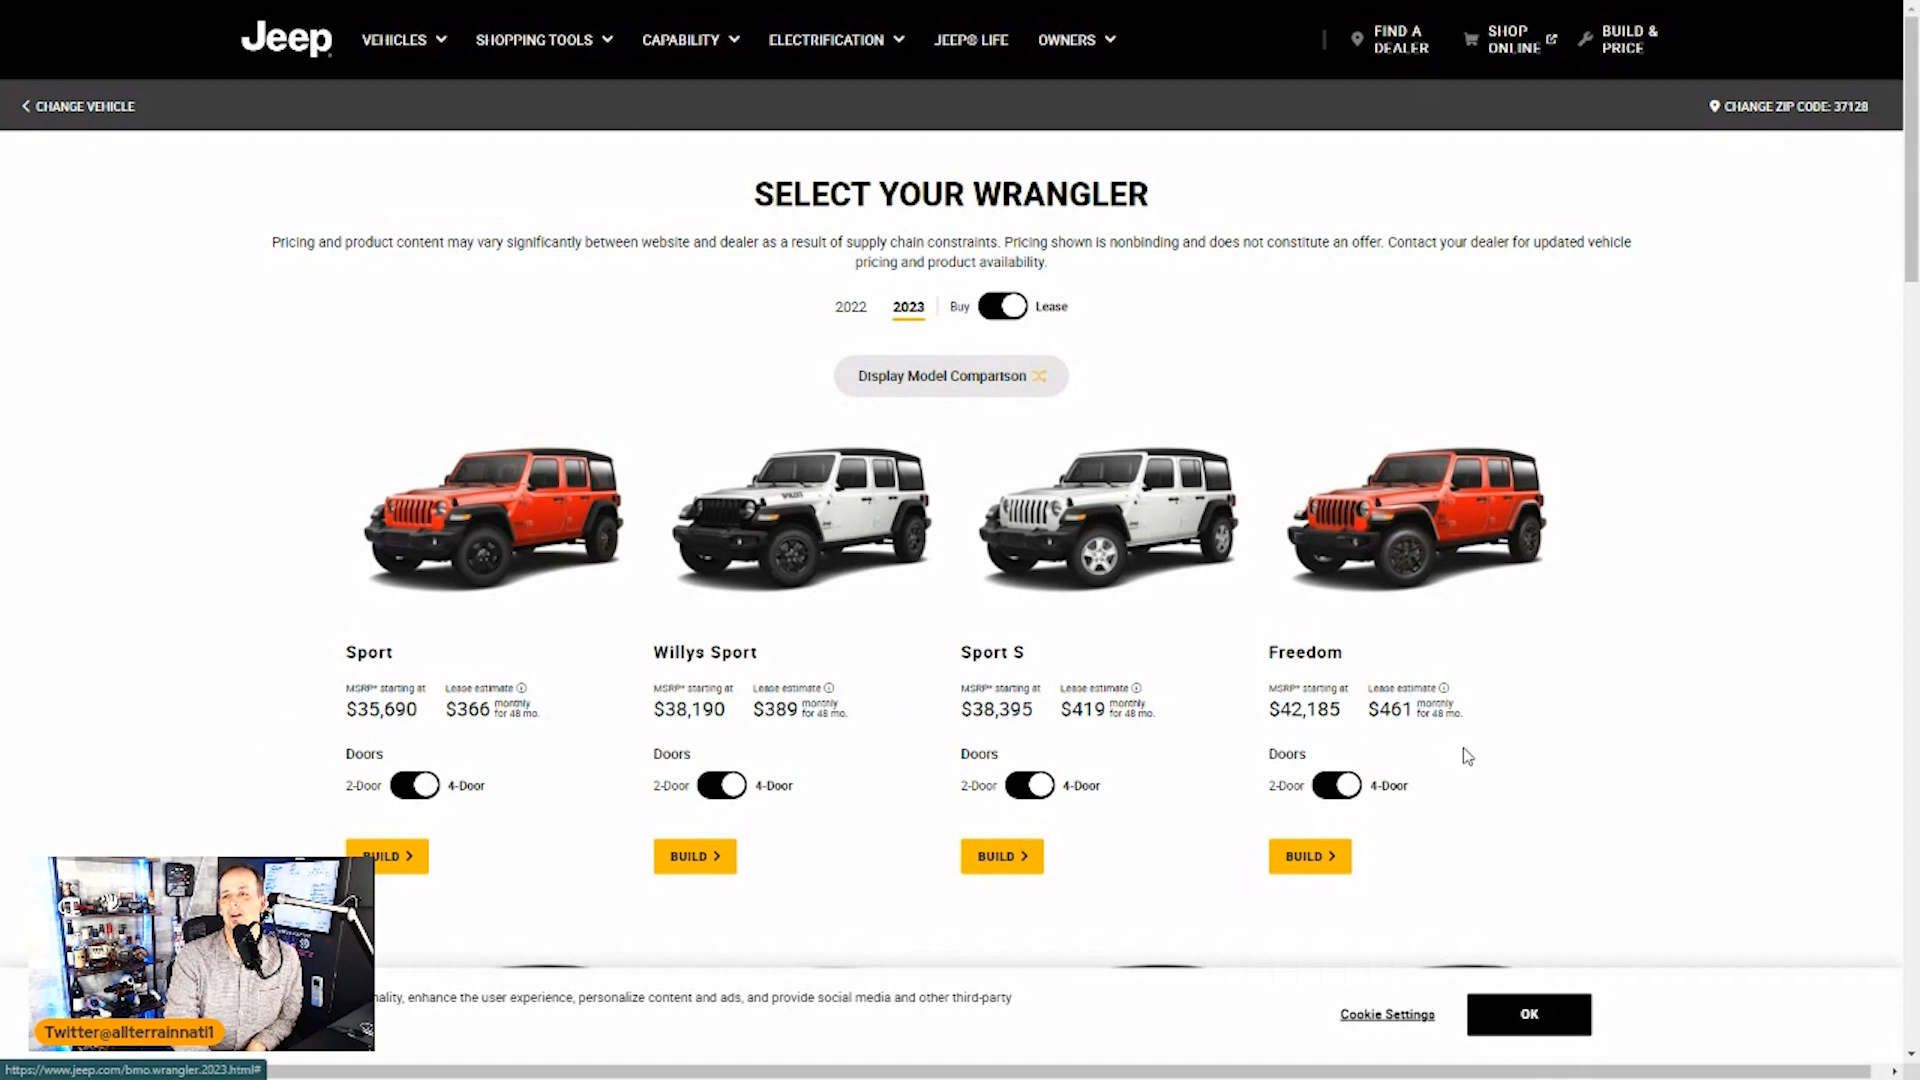 Jeep
VEHICLES
SHOPPING TOOLS
CAPABILITY
ELECTRIFICATION
JEEP® LIFE
OWNERS
FIND A
DEALER
SHOP
ONLINE
BUILD &
PRICE
CHANGE VEHICLE
CHANGE ZIP CODE: 37128
SELECT YOUR WRANGLER
Pricing and product content may vary significantly between website and dealer as a result of supply chain constraints. Pricing shown is nonbinding and does not constitute an offer. Contact your dealer for updated vehicle
pricing and product availability.
2022 2023 Buy Lease
Display Model Comparison
WILLYS
Sport
MSRP* starting at Lease estimate
$35,690 $366 monthly
for 48 mo.
Doors
2-Door 4-Door
BUILD
Willys Sport
MSRP* starting at Lease estimate
$38,190 $389 monthly
for 48 mo.
Doors
2-Door 4-Door
BUILD
Sport S
MSRP* starting at Lease estimate
$38,395 $419 monthly
for 48 mo.
Doors
2-Door 4-Door
BUILD
Freedom
MSRP* starting at Lease estimate
$42,185 $461 monthly
for 48 mo.
Doors
2-Door 4-Door
BUILD
nality, enhance the user experience, personalize content and ads, and provide social media and other third-party
Cookie Settings
OK
Twitter@allterrainnati1
https://www.jeep.com/bmo.wrangler.2023.html#